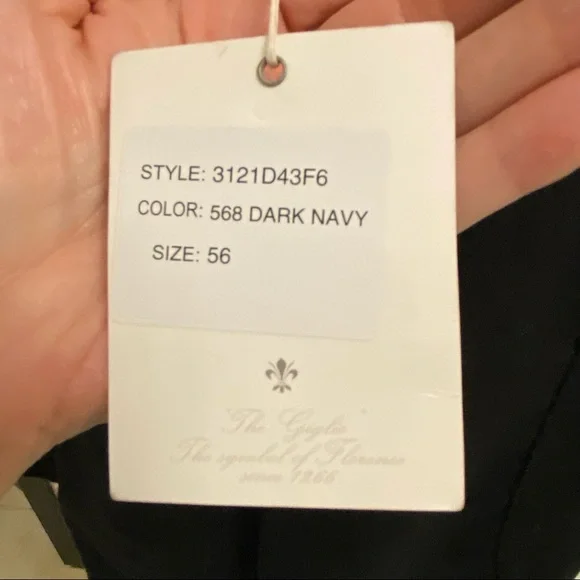 STYLE: 3121D43F6
COLOR: 568 DARK NAVY
SIZE: 56
"The Giglio"
The symbol of Florence
since 1266